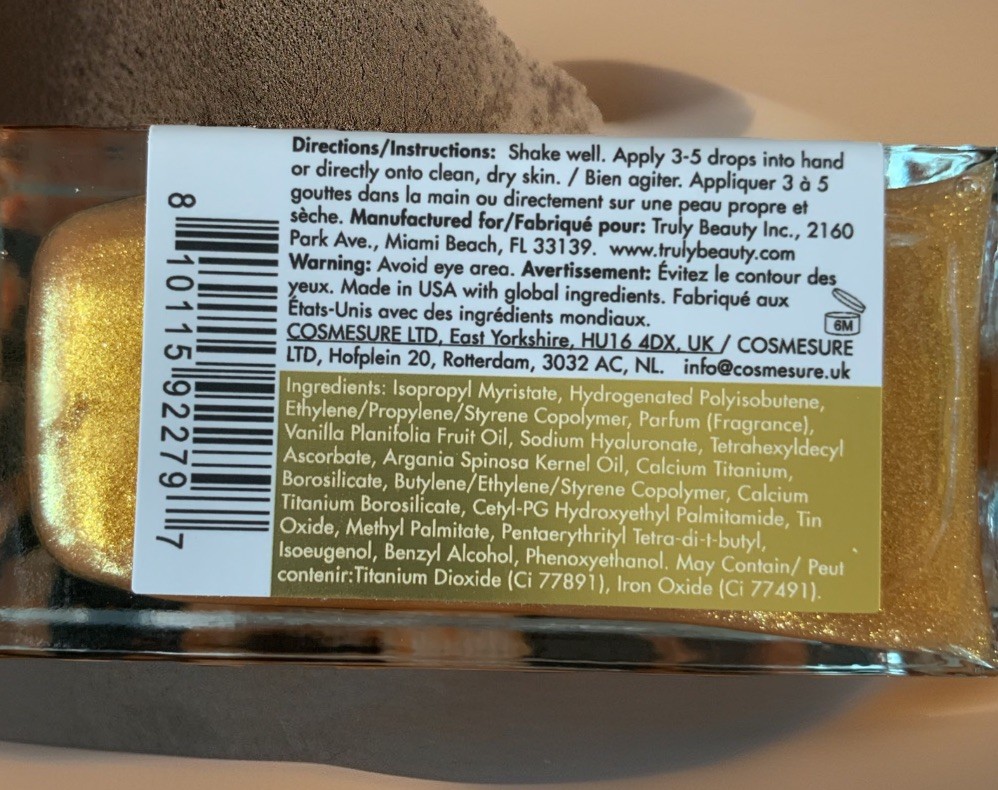 Directions/Instructions: Shake well. Apply 3-5 drops into hand
or directly onto clean, dry skin. / Bien agiter. Appliquer 3 à 5
gouttes dans la main ou directement sur une peau propre et
sèche. Manufactured for/Fabriqué pour: Truly Beauty Inc., 2160
Park Ave., Miami Beach, FL 33139. www.trulybeauty.com
Warning: Avoid eye area. Avertissement: Évitez le contour des
yeux. Made in USA with global ingredients. Fabriqué aux
États-Unis avec des ingrédients mondiaux.
6M
COSMESURE LTD, East Yorkshire, HU16 4DX, UK / COSMESURE
LTD, Hofplein 20, Rotterdam, 3032 AC, NL. info@cosmesure.uk
Ingredients: Isopropyl Myristate, Hydrogenated Polyisobutene,
Ethylene/Propylene/Styrene Copolymer, Parfum (Fragrance),
Vanilla Planifolia Fruit Oil, Sodium Hyaluronate, Tetrahexyldecyl
Ascorbate, Argania Spinosa Kernel Oil, Calcium Titanium,
Borosilicate, Butylene/Ethylene/Styrene Copolymer, Calcium
Titanium Borosilicate, Cetyl-PG Hydroxyethyl Palmitamide, Tin
Oxide, Methyl Palmitate, Pentaerythrityl Tetra-di-t-butyl,
Isoeugenol, Benzyl Alcohol, Phenoxyethanol. May Contain/ Peut
contenir:Titanium Dioxide (Ci 77891), Iron Oxide (Ci 77491).
8 10115 92279 7